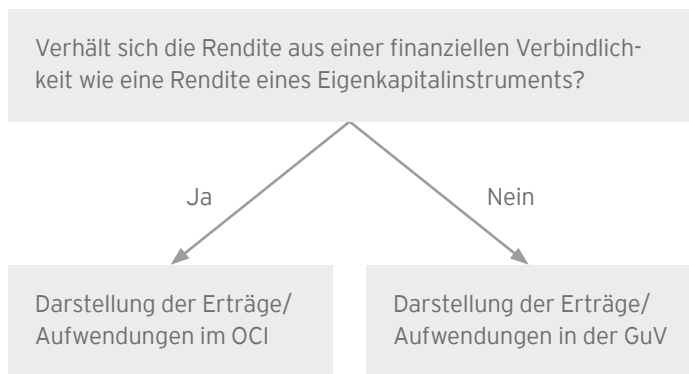 Verhält sich die Rendite aus einer finanziellen Verbindlich-
keit wie eine Rendite eines Eigenkapitalinstruments?
Ja
Nein
Darstellung der Erträge/
Aufwendungen im OCI
Darstellung der Erträge/
Aufwendungen in der GuV